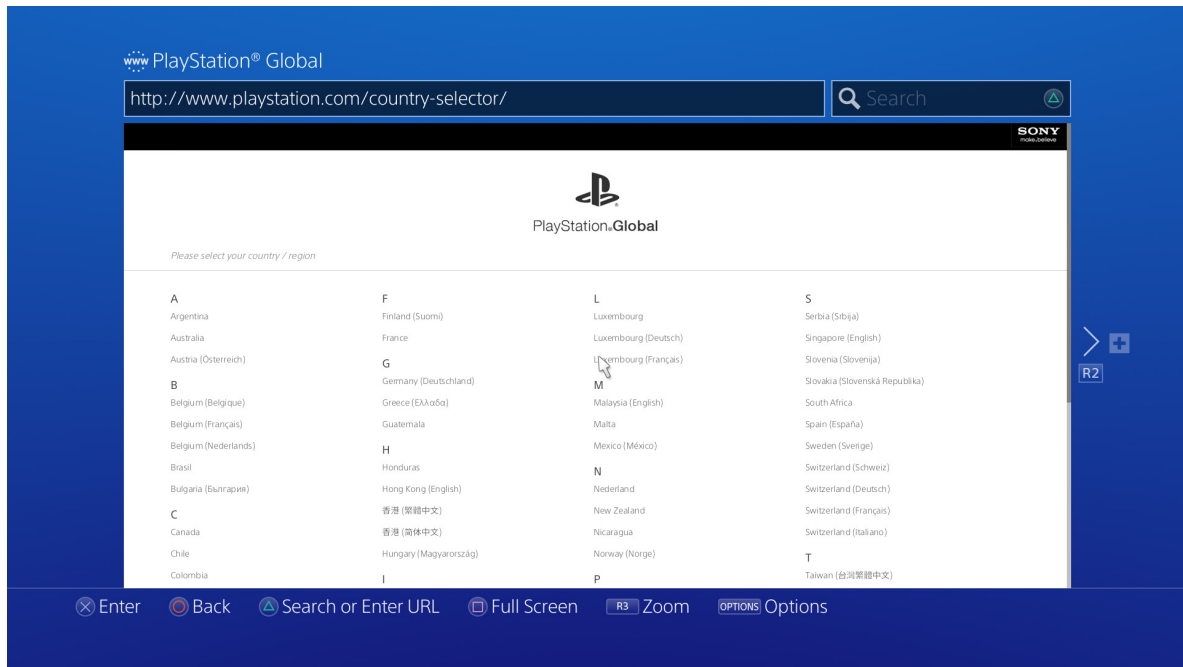 www PlayStation® Global
http://www.playstation.com/country-selector/
Search
SONY
make.believe
PlayStation®Global
Please select your country / region
A
Argentina
Australia
Austria (Österreich)
B
Belgium (Belgique)
Belgium (Français)
Belgium (Nederlands)
Brasil
Bulgaria (България)
C
Canada
Chile
Colombia
F
Finland (Suomi)
France
G
Germany (Deutschland)
Greece (Ελλαδα)
Guatemala
H
Honduras
Hong Kong (English)
香港 (繁體中文)
香港 (简体中文)
Hungary (Magyarország)
I
L
Luxembourg
Luxembourg (Deutsch)
Luxembourg (Français)
M
Malaysia (English)
Malta
Mexico (México)
N
Nederland
New Zealand
Nicaragua
Norway (Norge)
P
S
Serbia (Srbija)
Singapore (English)
Slovenia (Slovenija)
Slovakia (Slovenská Republika)
South Africa
Spain (España)
Sweden (Sverige)
Switzerland (Schweiz)
Switzerland (Deutsch)
Switzerland (Français)
Switzerland (Italiano)
T
Taiwan (台灣繁體中文)
R2
Enter Back Search or Enter URL Full Screen R3 Zoom OPTIONS Options